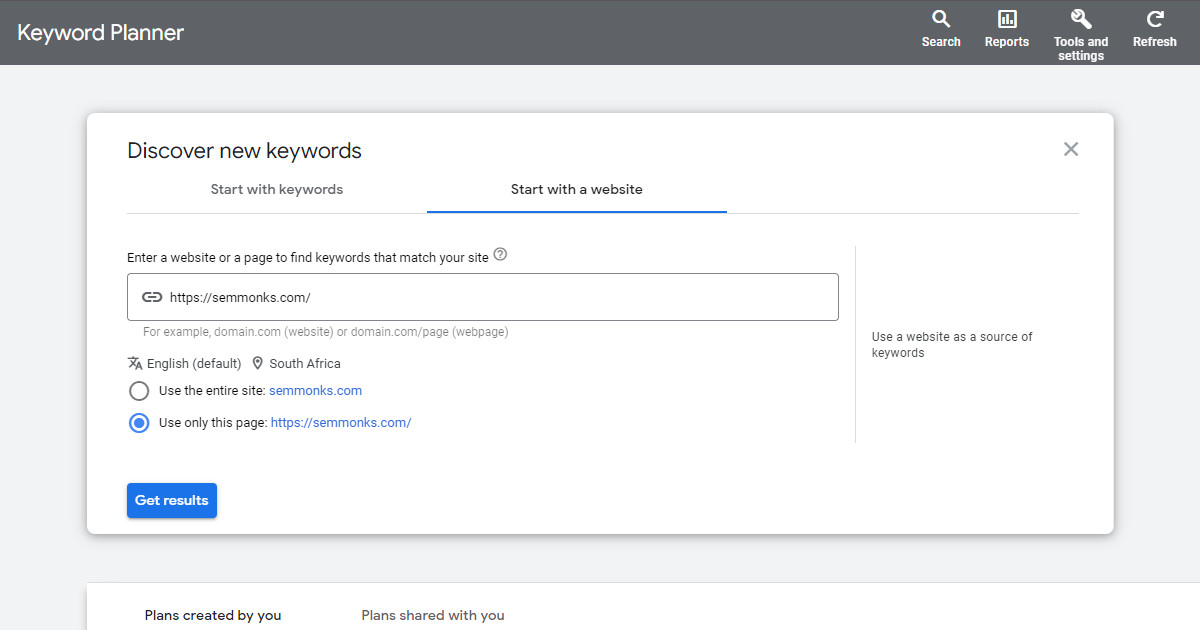 Keyword Planner
Search
Reports
Tools and
settings
Refresh
Discover new keywords
Start with keywords
Start with a website
Enter a website or a page to find keywords that match your site
https://semmonks.com/
For example, domain.com (website) or domain.com/page (webpage)
English (default) South Africa
Use the entire site: semmonks.com
Use only this page: https://semmonks.com/
Use a website as a source of
keywords
Get results
Plans created by you
Plans shared with you